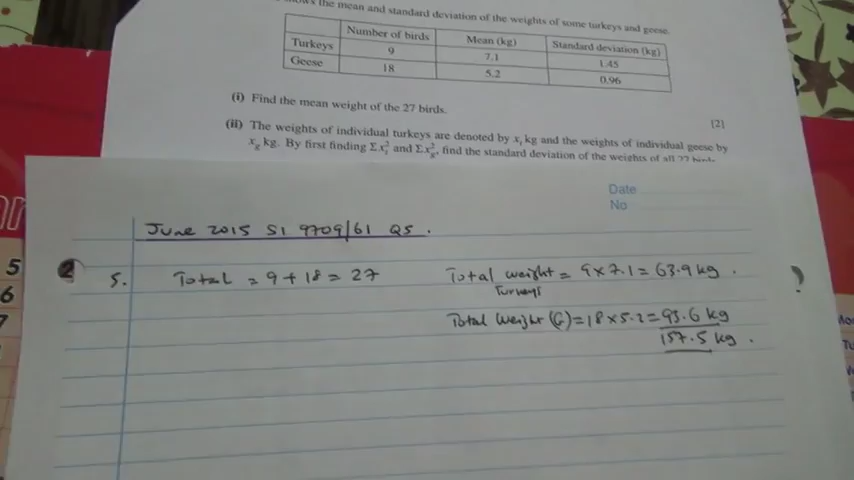 shows the mean and standard deviation of the weights of some turkeys and geese.
Number of birds Mean (kg) Standard deviation (kg)
Turkeys 9 7.1 1.45
Geese 18 5.2 0.96
(i) Find the mean weight of the 27 birds. [2]
(ii) The weights of individual turkeys are denoted by xₜ kg and the weights of individual geese by
x_g kg. By first finding Σxₜ² and Σx_g², find the standard deviation of the weights of all 27 birds
Date
No
June 2015 S1 9709/61 Q5.
5. Total = 9 + 18 = 27 Total weight = 9 × 7.1 = 63.9 kg.
Turkeys
Total Weight (G) = 18 × 5.2 = 93.6 kg
157.5 kg.
5
6
7